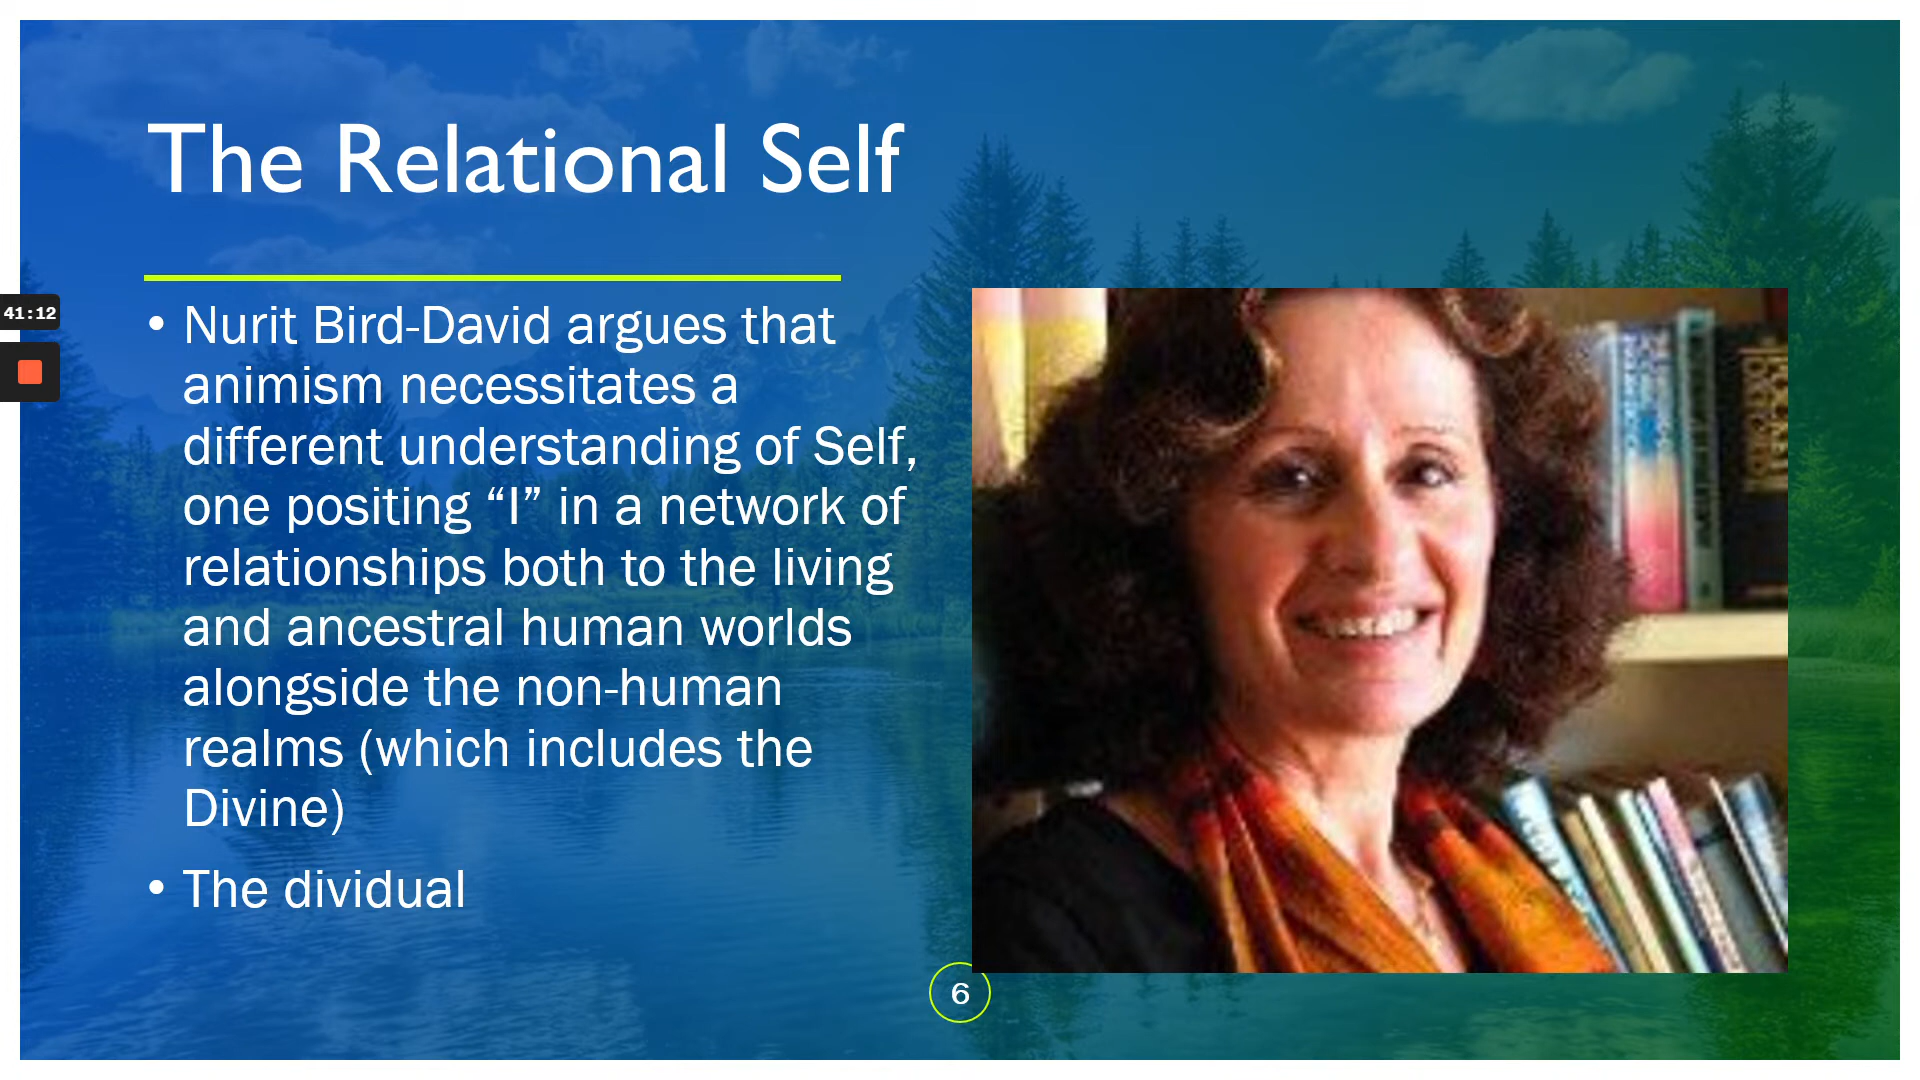 The Relational Self
41:12
• Nurit Bird-David argues that
animism necessitates a
different understanding of Self,
one positing “I” in a network of
relationships both to the living
and ancestral human worlds
alongside the non-human
realms (which includes the
Divine)
• The dividual
6